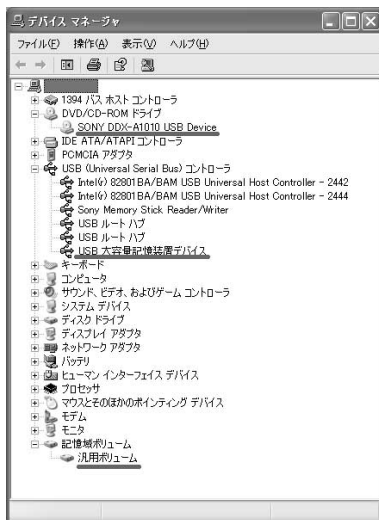 デバイス マネージャ
ファイル(F) 操作(A) 表示(V) ヘルプ(H)
1394 バス ホスト コントローラ
DVD/CD-ROM ドライブ
SONY DDX-A1010 USB Device
IDE ATA/ATAPI コントローラ
PCMCIA アダプタ
USB (Universal Serial Bus) コントローラ
Intel(r) 82801BA/BAM USB Universal Host Controller - 2442
Intel(r) 82801BA/BAM USB Universal Host Controller - 2444
Sony Memory Stick Reader/Writer
USB ルート ハブ
USB ルート ハブ
USB 大容量記憶装置デバイス
キーボード
コンピュータ
サウンド、ビデオ、およびゲーム コントローラ
システム デバイス
ディスク ドライブ
ディスプレイ アダプタ
ネットワーク アダプタ
バッテリ
ヒューマン インターフェイス デバイス
プロセッサ
マウスとそのほかのポインティング デバイス
モデム
モニタ
記憶域ボリューム
汎用ボリューム